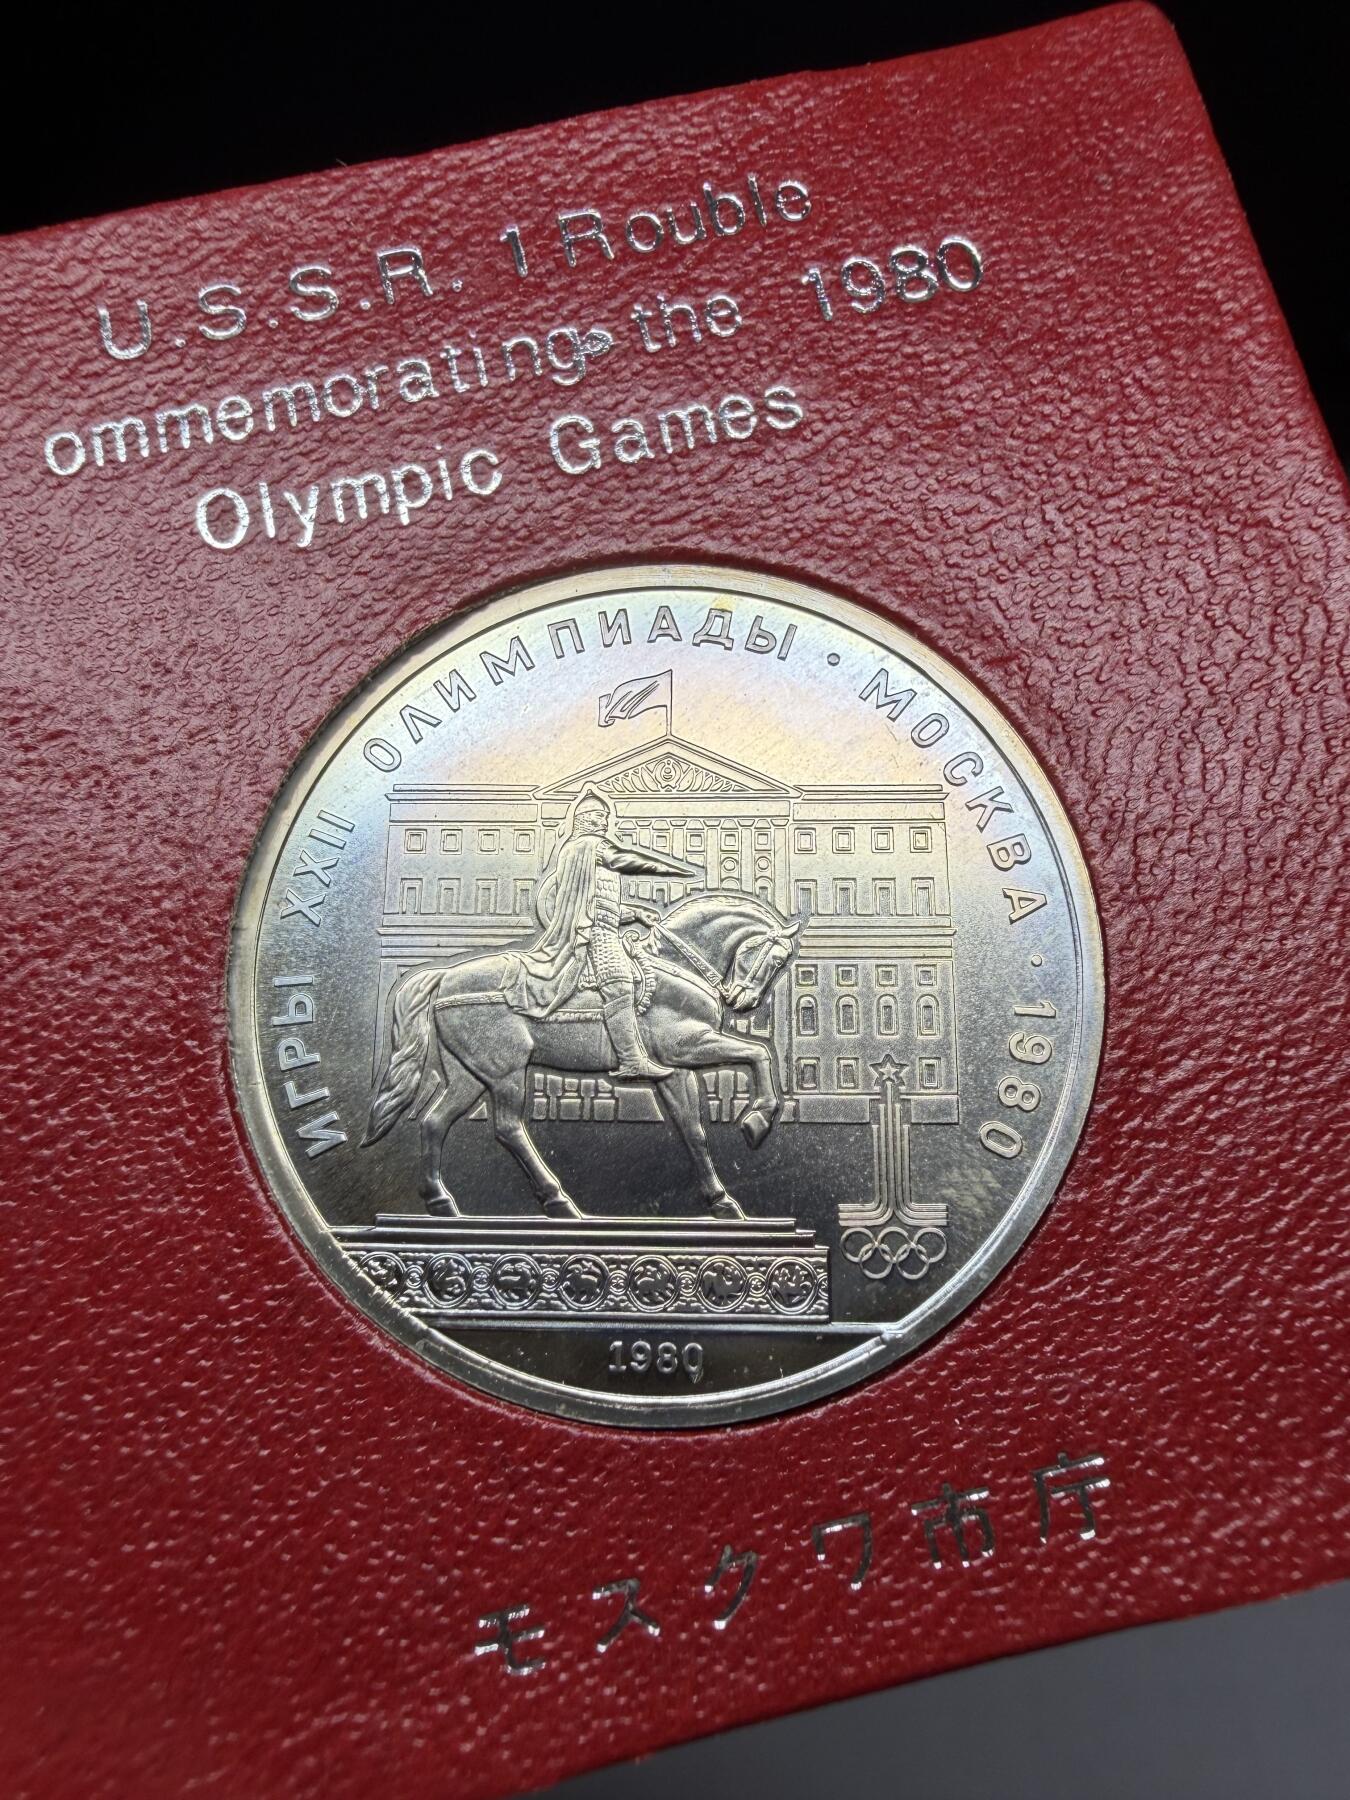 U.S.S.R. 1 Rouble
ommemorating the 1980
Olympic Games
ИГРЫ XXII ОЛИМПИАДЫ · МОСКВА · 1980
1980
モスクワ市庁